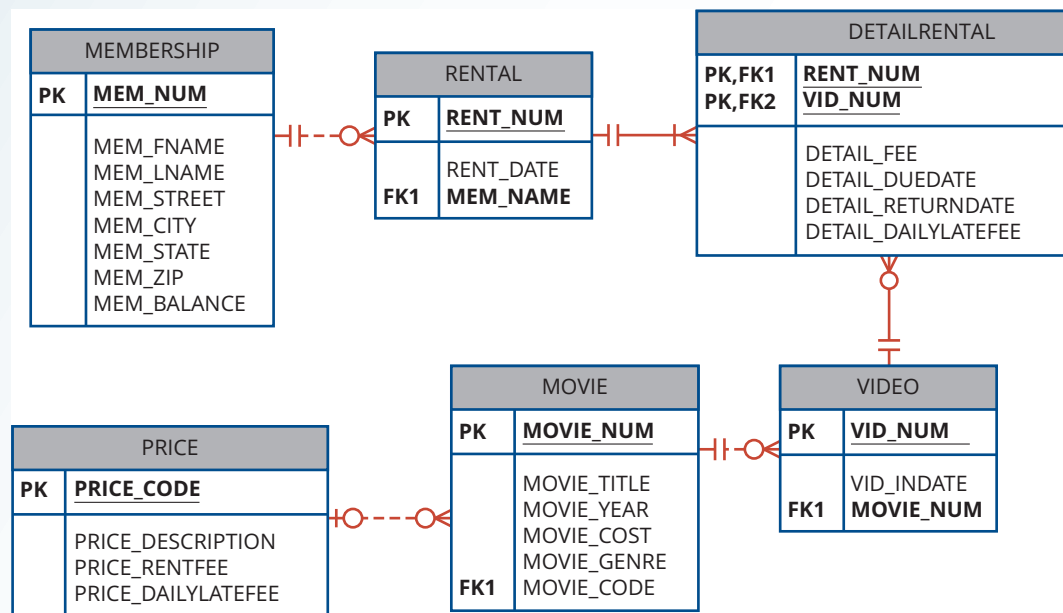 MEMBERSHIP
PK MEM_NUM
MEM_FNAME
MEM_LNAME
MEM_STREET
MEM_CITY
MEM_STATE
MEM_ZIP
MEM_BALANCE
RENTAL
PK RENT_NUM
RENT_DATE
FK1 MEM_NAME
DETAILRENTAL
PK,FK1 RENT_NUM
PK,FK2 VID_NUM
DETAIL_FEE
DETAIL_DUEDATE
DETAIL_RETURNDATE
DETAIL_DAILYLATEFEE
PRICE
PK PRICE_CODE
PRICE_DESCRIPTION
PRICE_RENTFEE
PRICE_DAILYLATEFEE
MOVIE
PK MOVIE_NUM
MOVIE_TITLE
MOVIE_YEAR
MOVIE_COST
MOVIE_GENRE
FK1 MOVIE_CODE
VIDEO
PK VID_NUM
VID_INDATE
FK1 MOVIE_NUM